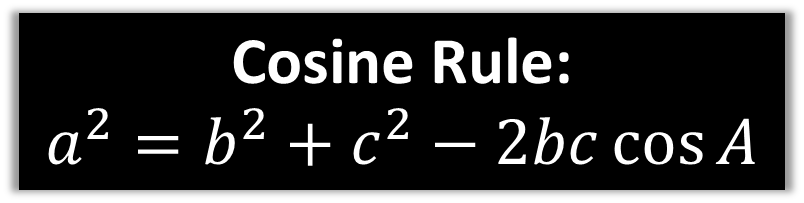 Cosine Rule:
a² = b² + c² − 2bc cos A